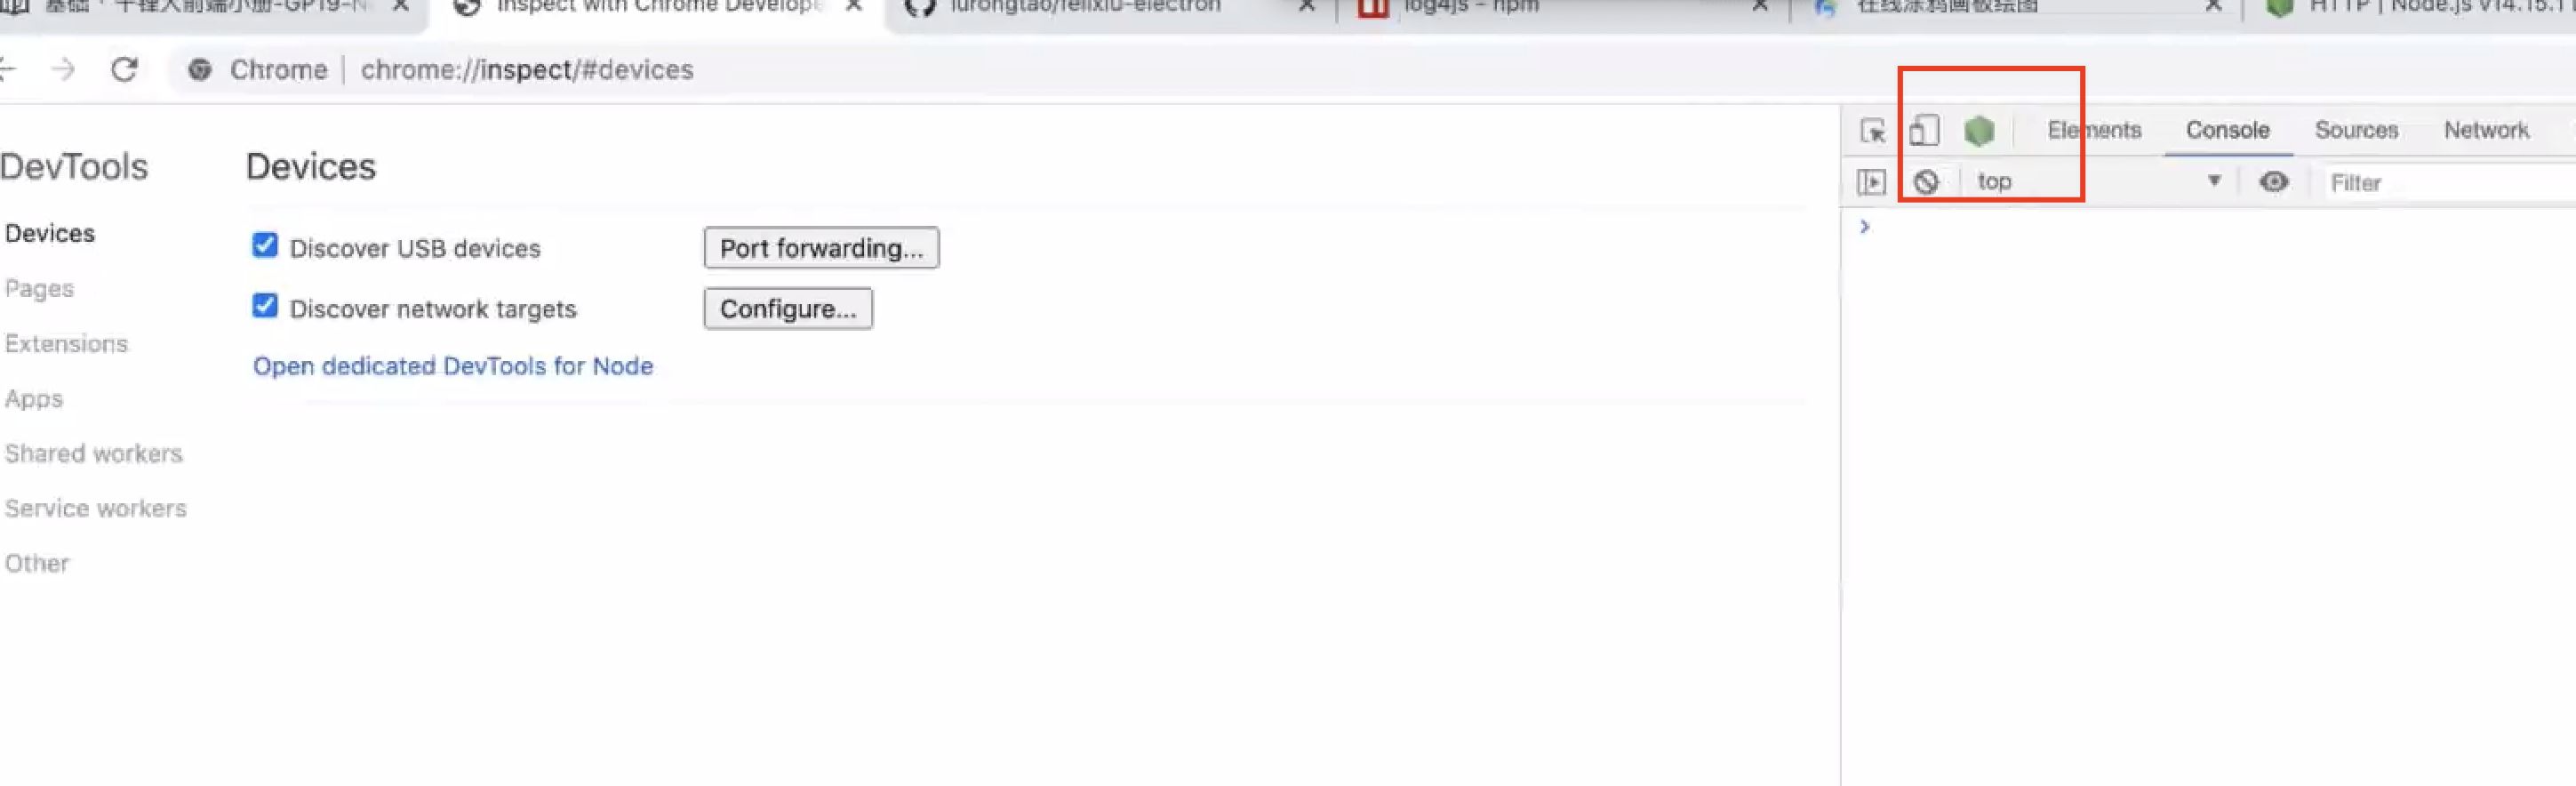 基础 · 千锋大前端小册-GP19-N
Inspect with Chrome Develope
lurongtao/felixlu-electron
log4js - npm
在线涂鸦画板绘图
HTTP | Node.js v14.15.1
Chrome | chrome://inspect/#devices
Elements Console Sources Network
top Filter
DevTools
Devices
Pages
Extensions
Apps
Shared workers
Service workers
Other
Devices
Discover USB devices Port forwarding...
Discover network targets Configure...
Open dedicated DevTools for Node